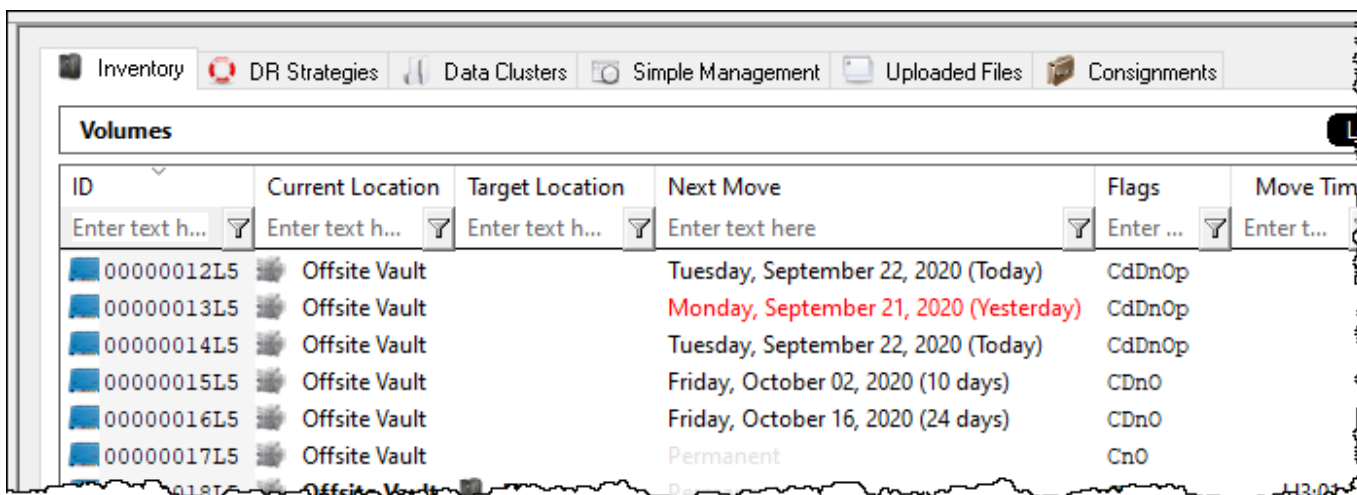 Inventory DR Strategies Data Clusters Simple Management Uploaded Files Consignments
Volumes
ID Current Location Target Location Next Move Flags Move Tim
Enter text h... Enter text h... Enter text h... Enter text here Enter ... Enter t...
00000012L5 Offsite Vault Tuesday, September 22, 2020 (Today) CdDnOp
00000013L5 Offsite Vault Monday, September 21, 2020 (Yesterday) CdDnOp
00000014L5 Offsite Vault Tuesday, September 22, 2020 (Today) CdDnOp
00000015L5 Offsite Vault Friday, October 02, 2020 (10 days) CDnO
00000016L5 Offsite Vault Friday, October 16, 2020 (24 days) CDnO
00000017L5 Offsite Vault Permanent CnO
Offsite Vault